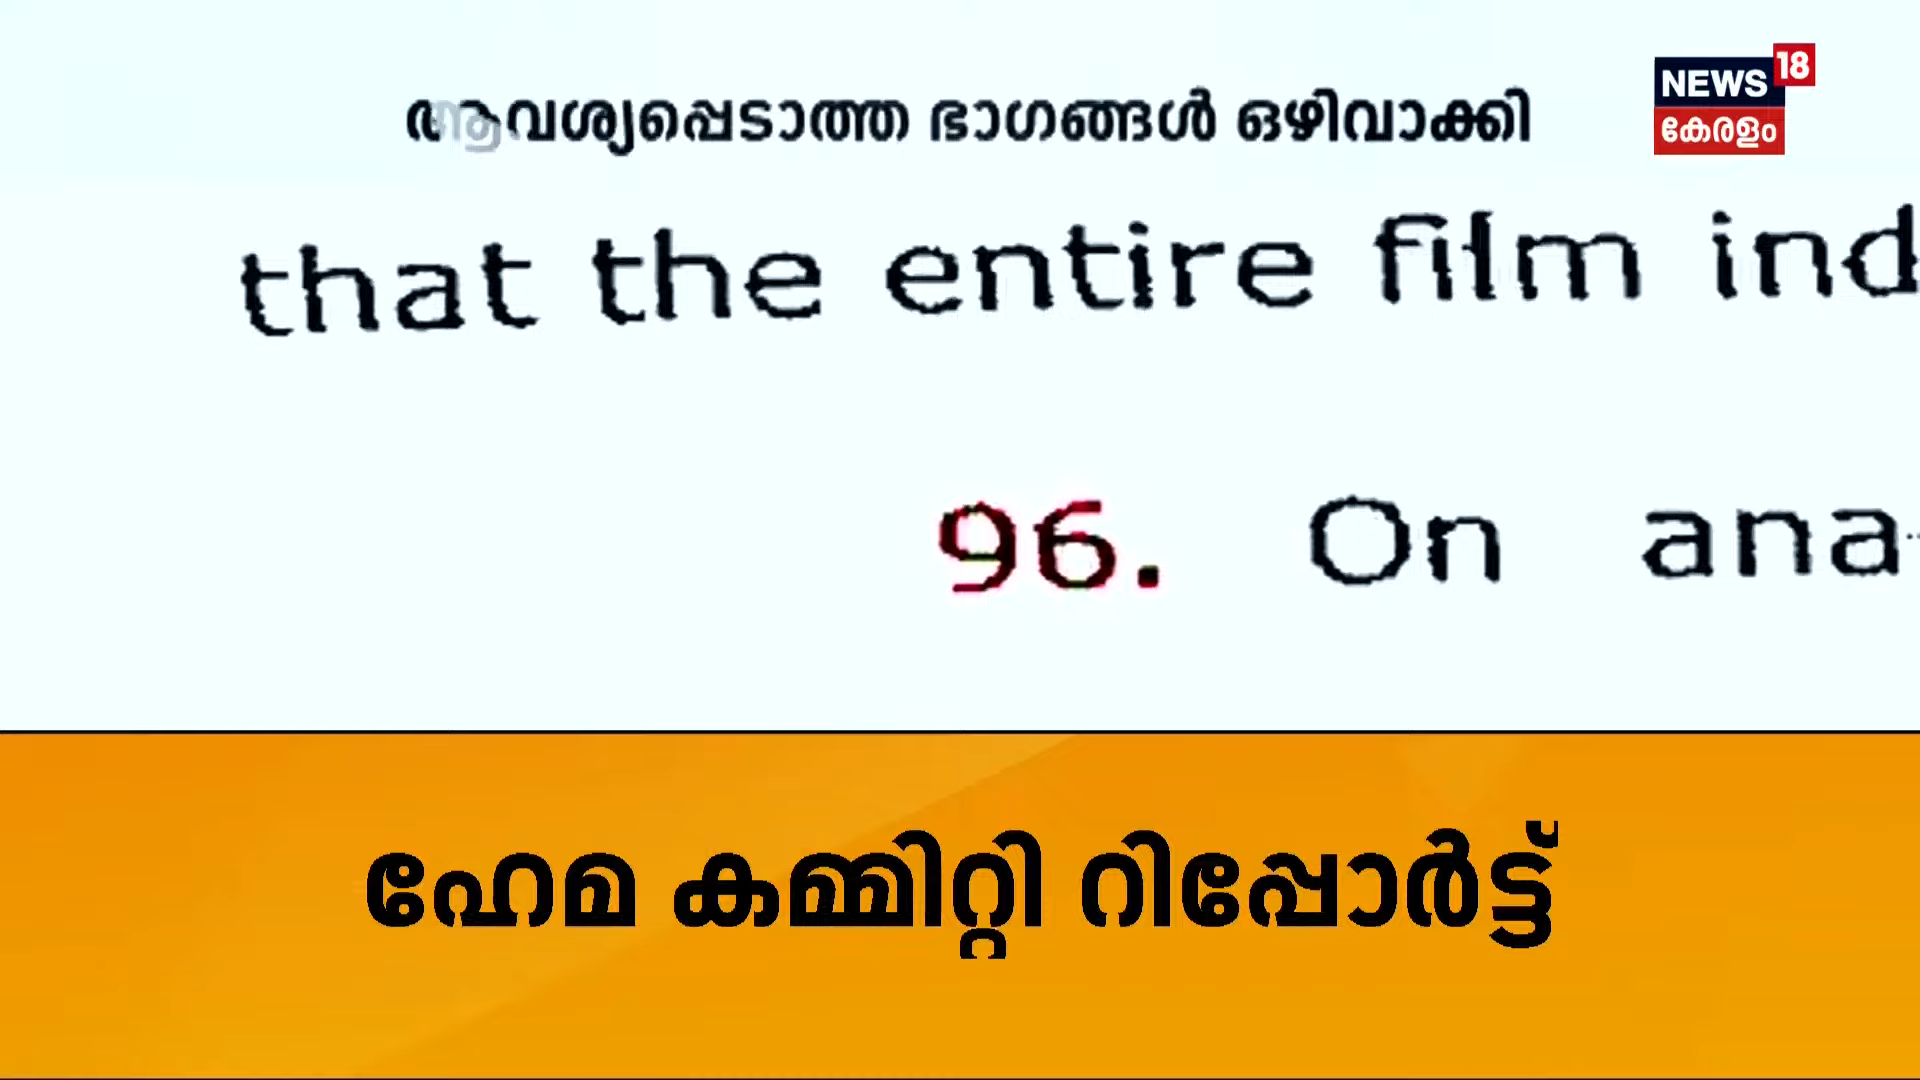 NEWS 18
കേരളം
ആവശ്യപ്പെടാത്ത ഭാഗങ്ങൾ ഒഴിവാക്കി
that the entire film ind
96. On ana
ഹേമ കമ്മിറ്റി റിപ്പോർട്ട്